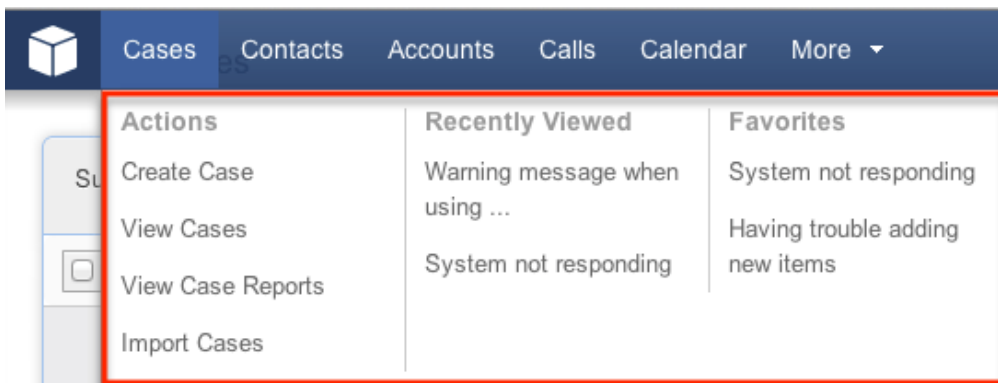 Cases Contacts Accounts Calls Calendar More
Actions
Create Case
View Cases
View Case Reports
Import Cases
Recently Viewed
Warning message when
using ...
System not responding
Favorites
System not responding
Having trouble adding
new items